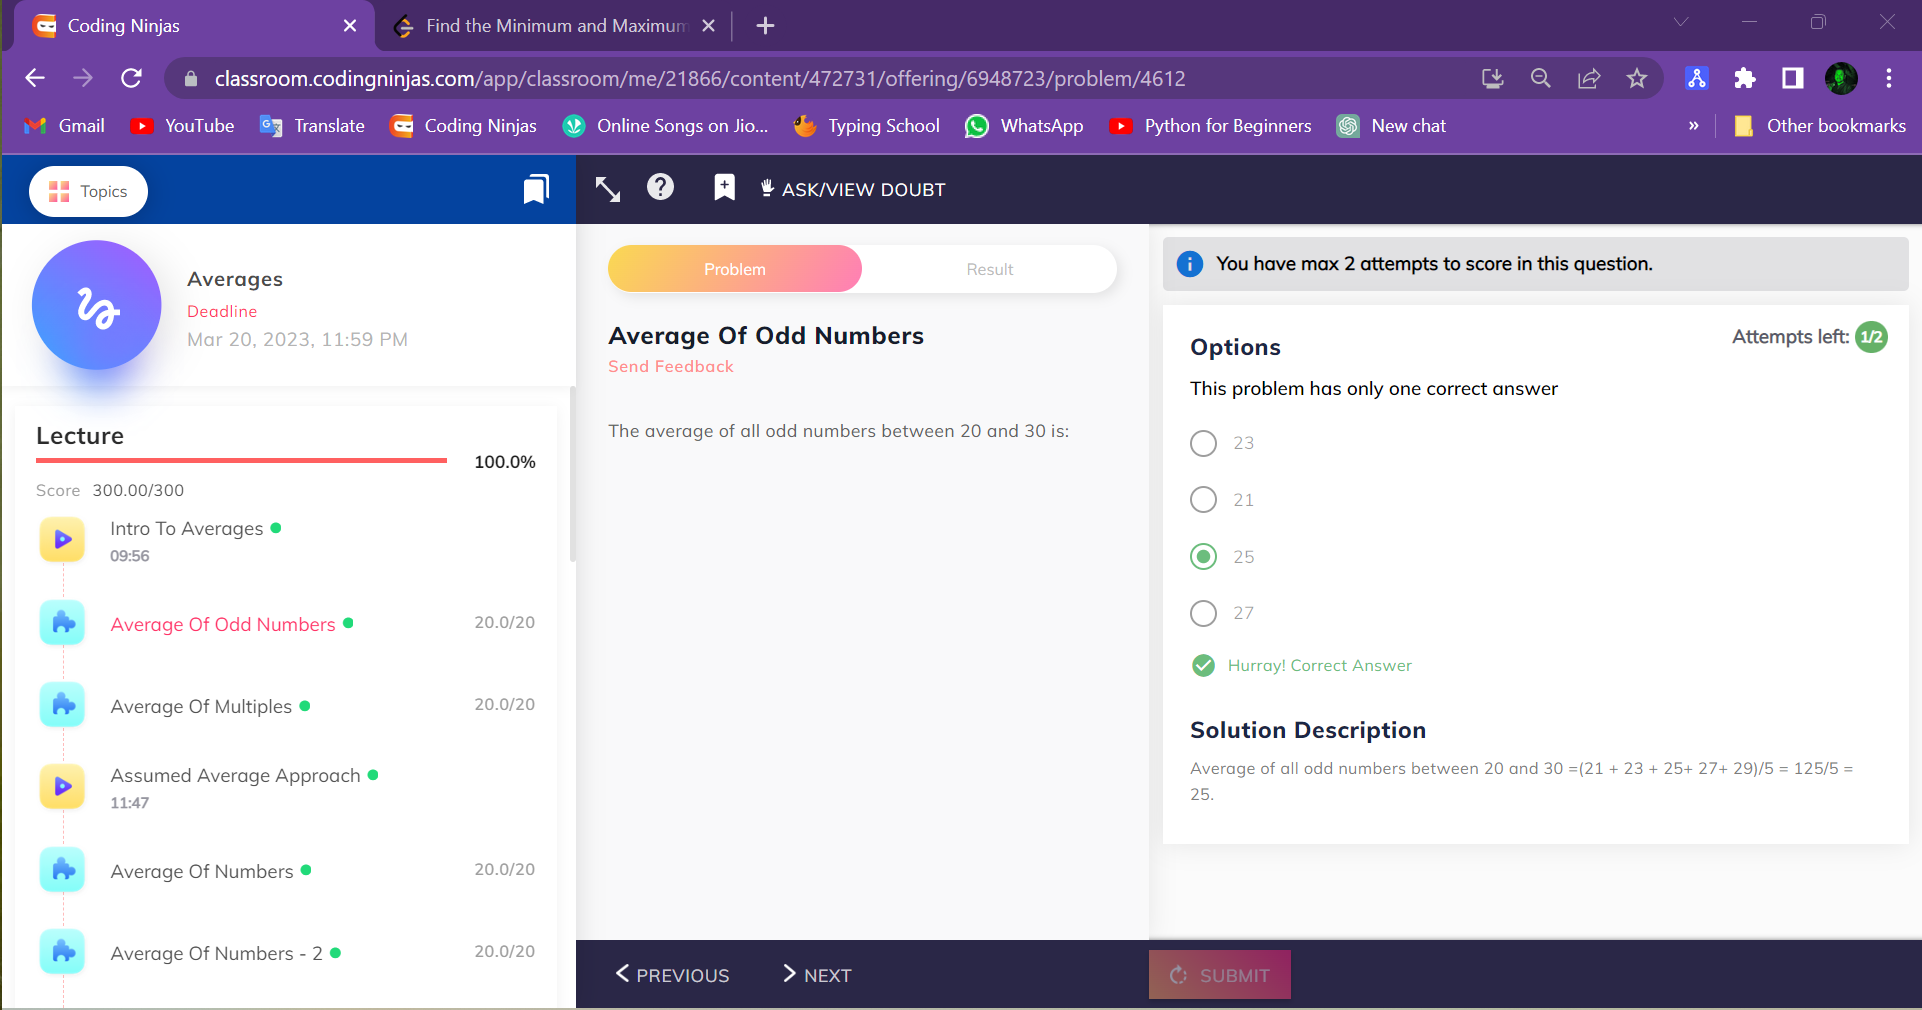 Coding Ninjas
Find the Minimum and Maximum
classroom.codingninjas.com/app/classroom/me/21866/content/472731/offering/6948723/problem/4612
Gmail YouTube Translate Coding Ninjas Online Songs on Jio... Typing School WhatsApp Python for Beginners New chat » Other bookmarks
Topics
ASK/VIEW DOUBT
Averages
Deadline
Mar 20, 2023, 11:59 PM
Lecture
100.0%
Score 300.00/300
Intro To Averages
09:56
Average Of Odd Numbers 20.0/20
Average Of Multiples 20.0/20
Assumed Average Approach
11:47
Average Of Numbers 20.0/20
Average Of Numbers - 2 20.0/20
Problem Result
Average Of Odd Numbers
Send Feedback
The average of all odd numbers between 20 and 30 is:
PREVIOUS NEXT
You have max 2 attempts to score in this question.
Attempts left: 1/2
Options
This problem has only one correct answer
23
21
25
27
Hurray! Correct Answer
Solution Description
Average of all odd numbers between 20 and 30 =(21 + 23 + 25+ 27+ 29)/5 = 125/5 =
25.
SUBMIT